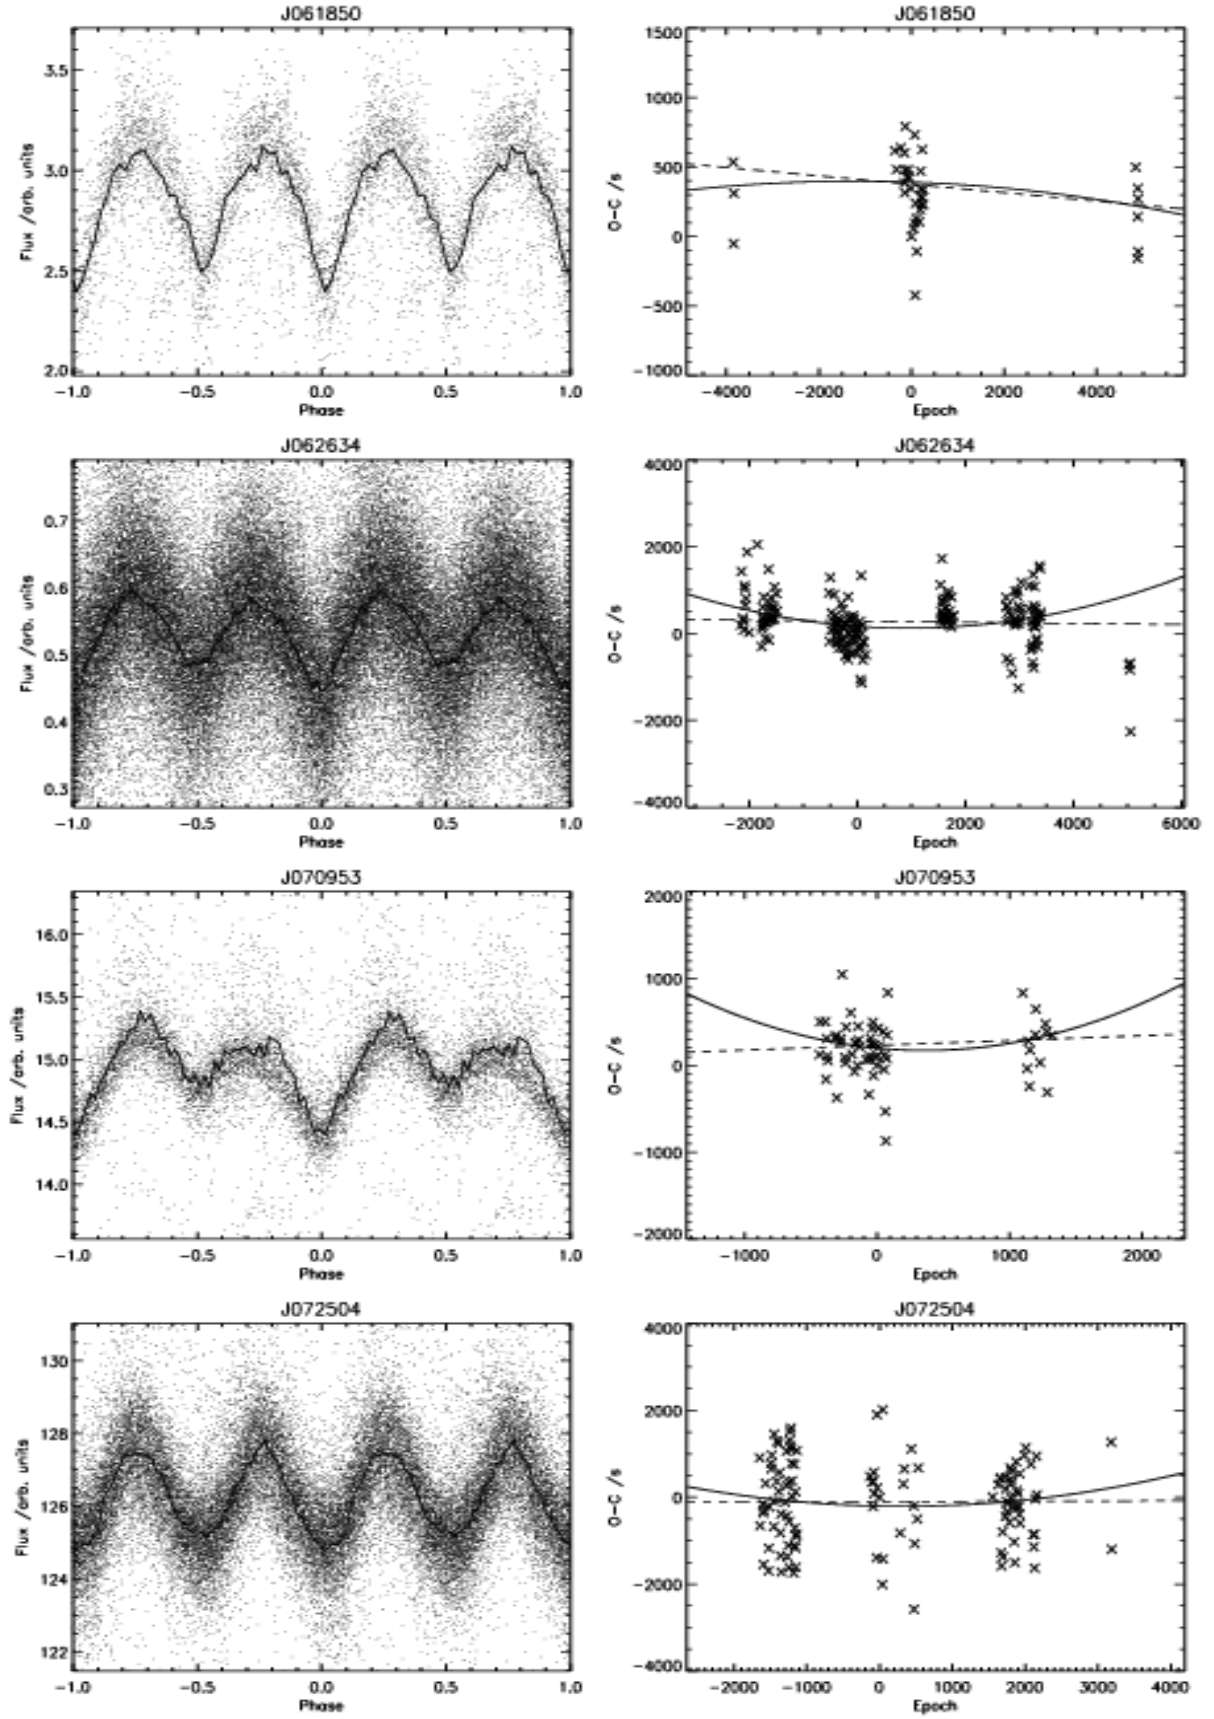 J061850
3.5
3.0
2.5
2.0
Flux /arb. units
-1.0 -0.5 0.0 0.5 1.0
Phase
J061850
1500
1000
500
0
-500
-1000
O-C /s
-4000 -2000 0 2000 4000
Epoch
J062634
0.7
0.6
0.5
0.4
0.3
Flux /arb. units
-1.0 -0.5 0.0 0.5 1.0
Phase
J062634
4000
2000
0
-2000
-4000
O-C /s
-2000 0 2000 4000 6000
Epoch
J070953
16.0
15.5
15.0
14.5
14.0
Flux /arb. units
-1.0 -0.5 0.0 0.5 1.0
Phase
J070953
2000
1000
0
-1000
-2000
O-C /s
-1000 0 1000 2000
Epoch
J072504
130
128
126
124
122
Flux /arb. units
-1.0 -0.5 0.0 0.5 1.0
Phase
J072504
4000
2000
0
-2000
-4000
O-C /s
-2000 -1000 0 1000 2000 3000 4000
Epoch